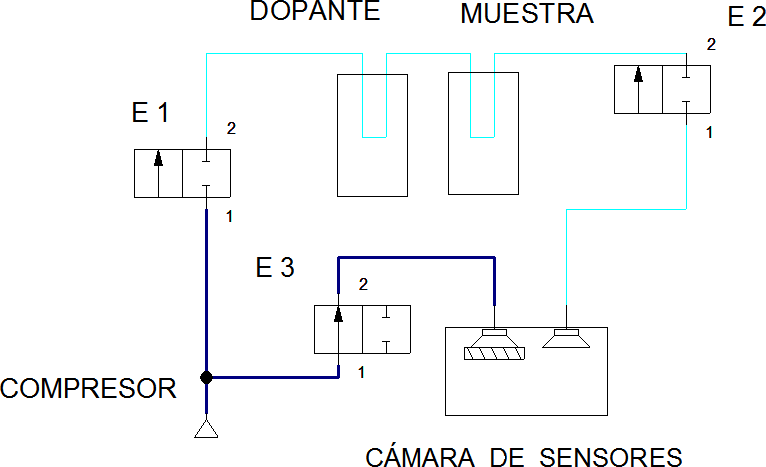 DOPANTE
MUESTRA
E 2
2
1
E 1
2
1
E 3
2
1
COMPRESOR
CÁMARA DE SENSORES